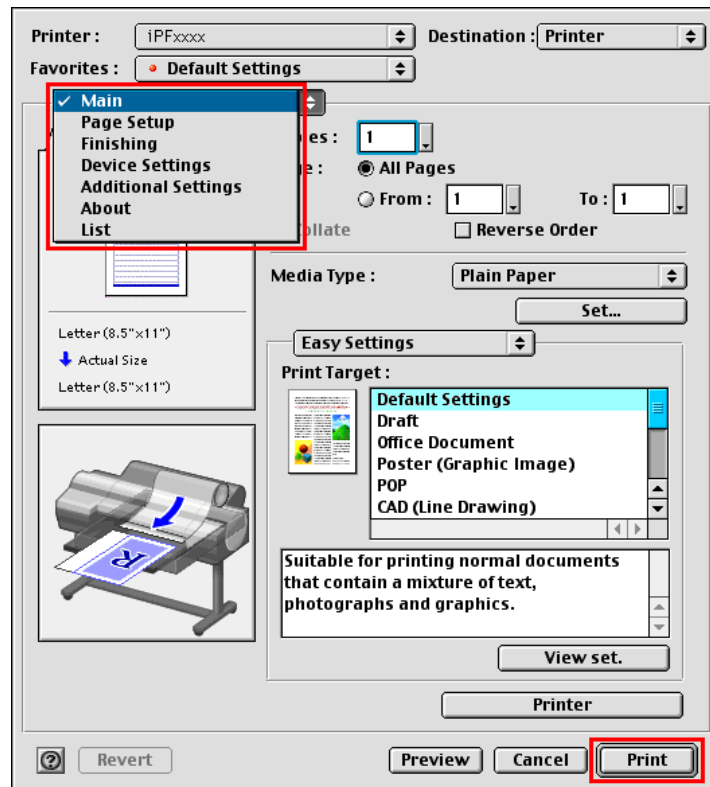 Printer : iPFxxxx Destination : Printer
Favorites : Default Settings
Main
Page Setup
Finishing
Device Settings
Additional Settings
About
List
es : 1
e : All Pages
From : 1 To : 1
ollate Reverse Order
Media Type : Plain Paper
Set...
Letter (8.5"x11")
Actual Size
Letter (8.5"x11")
Easy Settings
Print Target :
Default Settings
Draft
Office Document
Poster (Graphic Image)
POP
CAD (Line Drawing)
Suitable for printing normal documents
that contain a mixture of text,
photographs and graphics.
View set.
Printer
R
? Revert Preview Cancel Print